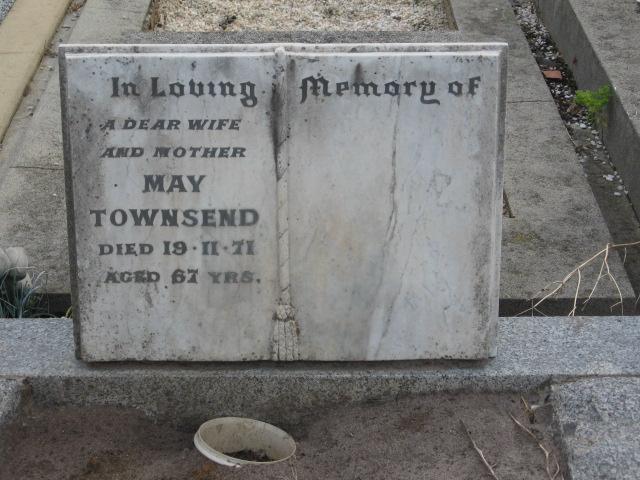 In Loving Memory of
A DEAR WIFE
AND MOTHER
MAY
TOWNSEND
DIED 19·11·71
AGED 67 YRS.